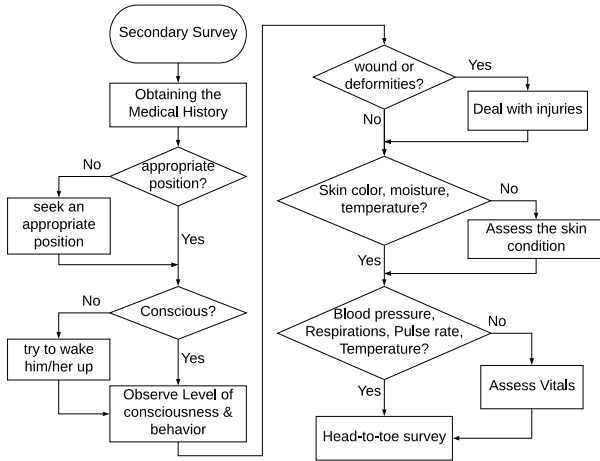 Secondary Survey
Obtaining the
Medical History
appropriate
position?
No
seek an
appropriate
position
Yes
Conscious?
No
try to wake
him/her up
Yes
Observe Level of
consciousness &
behavior
wound or
deformities?
Yes
Deal with injuries
No
Skin color, moisture,
temperature?
No
Assess the skin
condition
Yes
Blood pressure,
Respirations, Pulse rate,
Temperature?
No
Assess Vitals
Yes
Head-to-toe survey